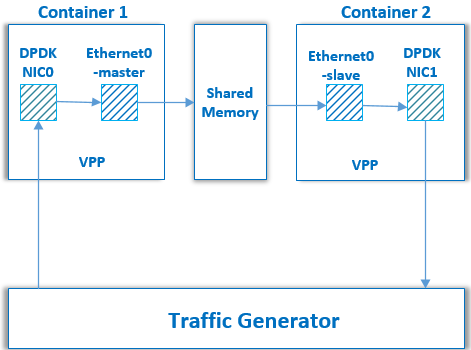 Container 1
Container 2
DPDK
NIC0
Ethernet0
-master
Shared
Memory
Ethernet0
-slave
DPDK
NIC1
VPP
VPP
Traffic Generator